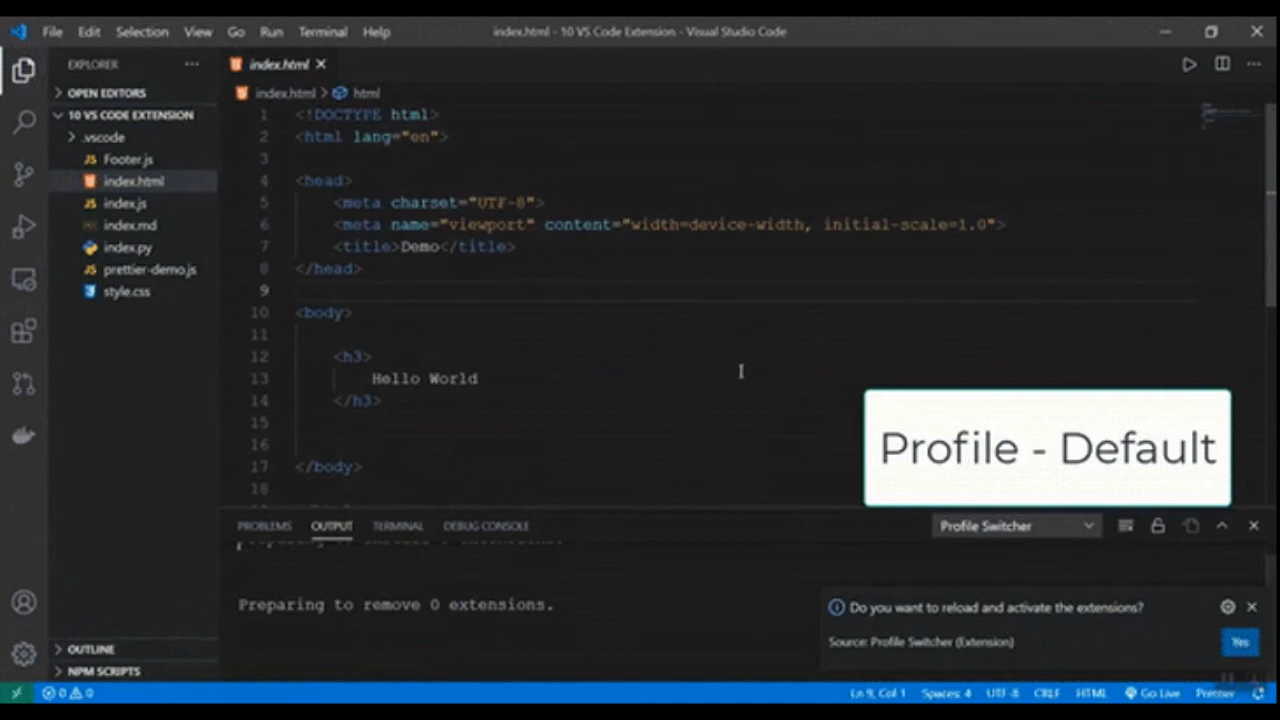 File Edit Selection View Go Run Terminal Help index.html - 10 VS Code Extension - Visual Studio Code
EXPLORER
OPEN EDITORS
10 VS CODE EXTENSION
.vscode
Footer.js
index.html
index.js
index.md
index.py
prettier-demo.js
style.css
OUTLINE
NPM SCRIPTS
index.html
index.html > html
1 <!DOCTYPE html>
2 <html lang="en">
3
4 <head>
5 <meta charset="UTF-8">
6 <meta name="viewport" content="width=device-width, initial-scale=1.0">
7 <title>Demo</title>
8 </head>
9
10 <body>
11
12 <h3>
13 Hello World
14 </h3>
15
16
17 </body>
18
Profile - Default
PROBLEMS OUTPUT TERMINAL DEBUG CONSOLE Profile Switcher
Preparing to remove 0 extensions.
Do you want to reload and activate the extensions?
Source: Profile Switcher (Extension)
Yes
0 0 Ln 9, Col 1 Spaces: 4 UTF-8 CRLF HTML Go Live Prettier